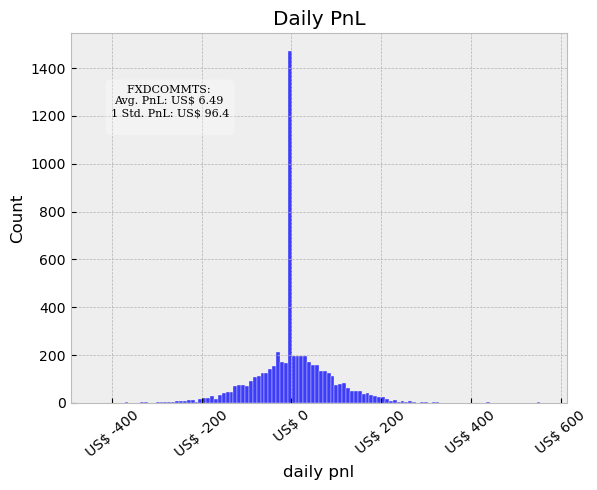 Daily PnL
FXDCOMMTS:
Avg. PnL: US$ 6.49
1 Std. PnL: US$ 96.4
Count
1400
1200
1000
800
600
400
200
0
US$ -400
US$ -200
US$ 0
US$ 200
US$ 400
US$ 600
daily pnl